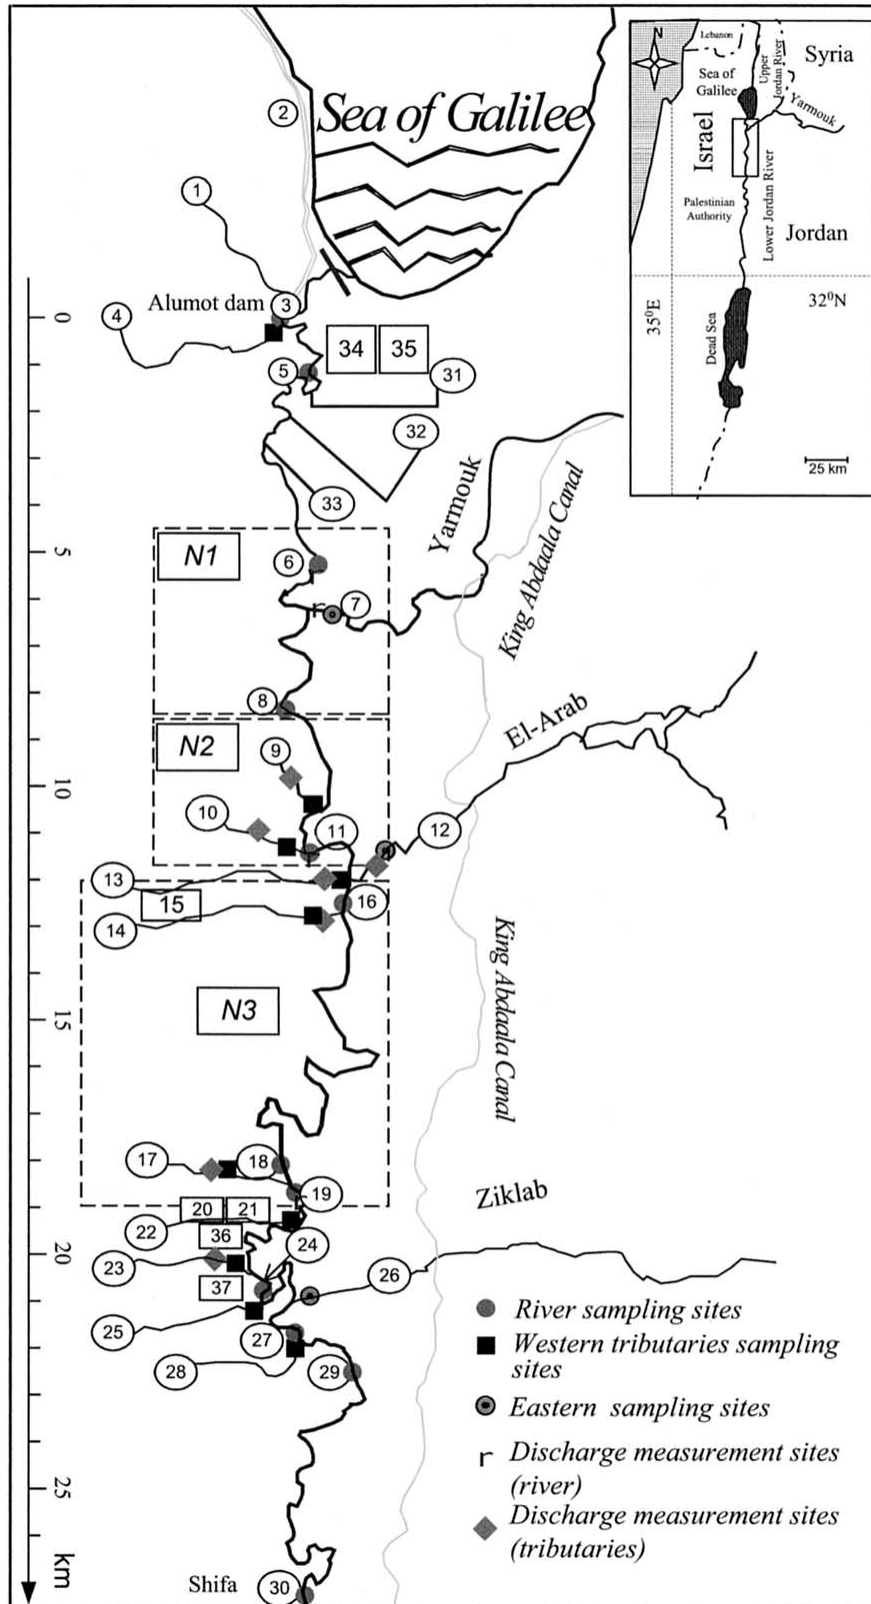 Sea of Galilee
2
1
Alumot dam
3
4
0
5
34
35
31
32
33
Yarmouk
King Abdaala Canal
N1
6
7
5
8
El-Arab
N2
9
10
10
11
12
13
15
16
14
King Abdaala Canal
N3
15
17
18
19
Ziklab
20
21
22
36
24
20
23
26
37
25
27
28
29
25
km
Shifa
30
N
Lebanon
Syria
Sea of
Galilee
Upper
Jordan River
Yarmouk
Israel
Palestinian
Authority
Lower Jordan River
Jordan
35⁰E
32⁰N
Dead Sea
25 km
River sampling sites
Western tributaries sampling
sites
Eastern sampling sites
r Discharge measurement sites
(river)
Discharge measurement sites
(tributaries)